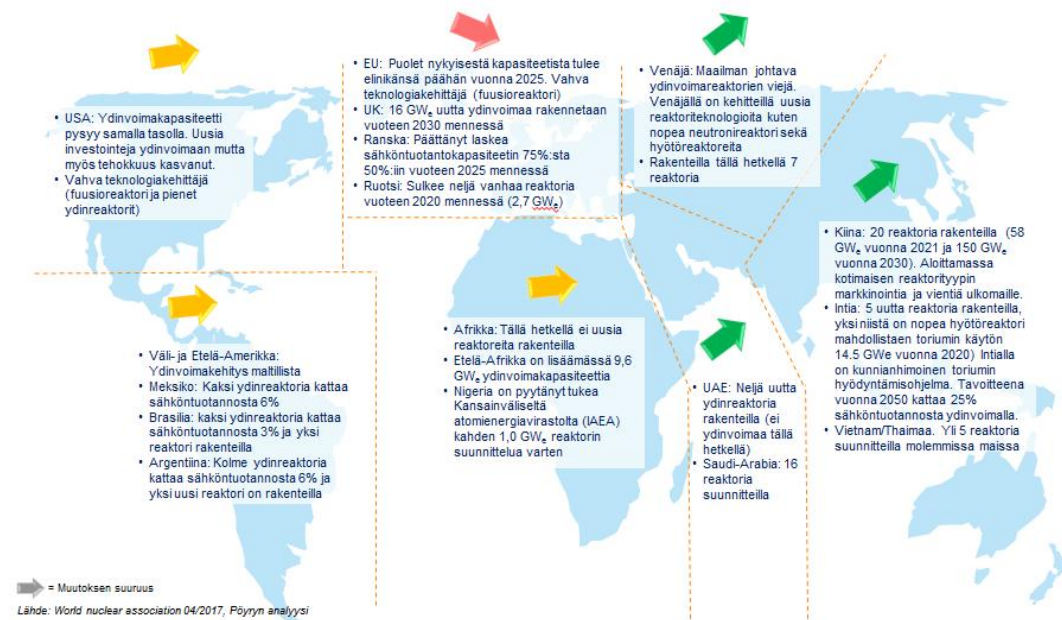 • USA: Ydinvoimakapasiteetti
pysyy samalla tasolla. Uusia
investointeja ydinvoimaan mutta
myös tehokkuus kasvanut.
• Vahva teknologiakehittäjä
(fuusioreaktori ja pienet
ydinreaktorit)
• EU: Puolet nykyisestä kapasiteetista tulee
elinikänsä päähän vuonna 2025. Vahva
teknologiakehittäjä (fuusioreaktori)
• UK: 16 GWe uutta ydinvoimaa rakennetaan
vuoteen 2030 mennessä
• Ranska: Päättänyt laskea
sähköntuotantokapasiteetin 75%:sta
50%:iin vuoteen 2025 mennessä
• Ruotsi: Sulkee neljä vanhaa reaktoria
vuoteen 2020 mennessä (2,7 GWe)
• Venäjä: Maailman johtava
ydinvoimareaktorien viejä.
Venäjällä on kehitteillä uusia
reaktoriteknologioita kuten
nopea neutronireaktori sekä
hyötöreaktoreita
• Rakenteilla tällä hetkellä 7
reaktoria
• Kiina: 20 reaktoria rakenteilla (58
GWe vuonna 2021 ja 150 GWe
vuonna 2030). Aloittamassa
kotimaisen reaktorityypin
markkinointia ja vientiä ulkomaille.
• Intia: 5 uutta reaktoria rakenteilla,
yksi niistä on nopea hyötöreaktori
mahdollistaen toriumin käytön
14.5 GWe vuonna 2020) Intialla
on kunnianhimoinen toriumin
hyödyntämisohjelma. Tavoitteena
vuonna 2050 kattaa 25%
sähköntuotannosta ydinvoimalla.
• Vietnam/Thaimaa. Yli 5 reaktoria
suunnitteilla molemmissa maissa
• Väli- ja Etelä-Amerikka:
Ydinvoimakehitys maltillista
• Meksiko: Kaksi ydinreaktoria kattaa
sähköntuotannosta 6%
• Brasilia: kaksi ydinreaktoria kattaa
sähköntuotannosta 3% ja yksi
reaktori rakenteilla
• Argentiina: Kolme ydinreaktoria
kattaa sähköntuotannosta 6% ja
yksi uusi reaktori on rakenteilla
• Afrikka: Tällä hetkellä ei uusia
reaktoreita rakenteilla
• Etelä-Afrikka on lisäämässä 9,6
GWe ydinvoimakapasiteettia
• Nigeria on pyytänyt tukea
Kansainväliseltä
atomienergiavirastolta (IAEA)
kahden 1,0 GWe reaktorin
suunnittelua varten
• UAE: Neljä uutta
ydinreaktoria
rakenteilla (ei
ydinvoimaa tällä
hetkellä)
• Saudi-Arabia: 16
reaktoria
suunnitteilla
= Muutoksen suuruus
Lähde: World nuclear association 04/2017, Pöyryn analyysi